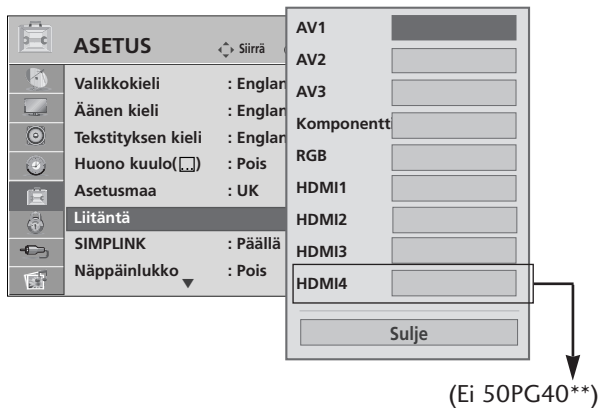 ASETUS
Siirrä
Valikkokieli : Englan
Äänen kieli : Englan
Tekstityksen kieli : Englan
Huono kuulo( ) : Pois
Asetusmaa : UK
Liitäntä
SIMPLINK : Päällä
Näppäinlukko : Pois
AV1
AV2
AV3
Komponentt
RGB
HDMI1
HDMI2
HDMI3
HDMI4
Sulje
(Ei 50PG40**)